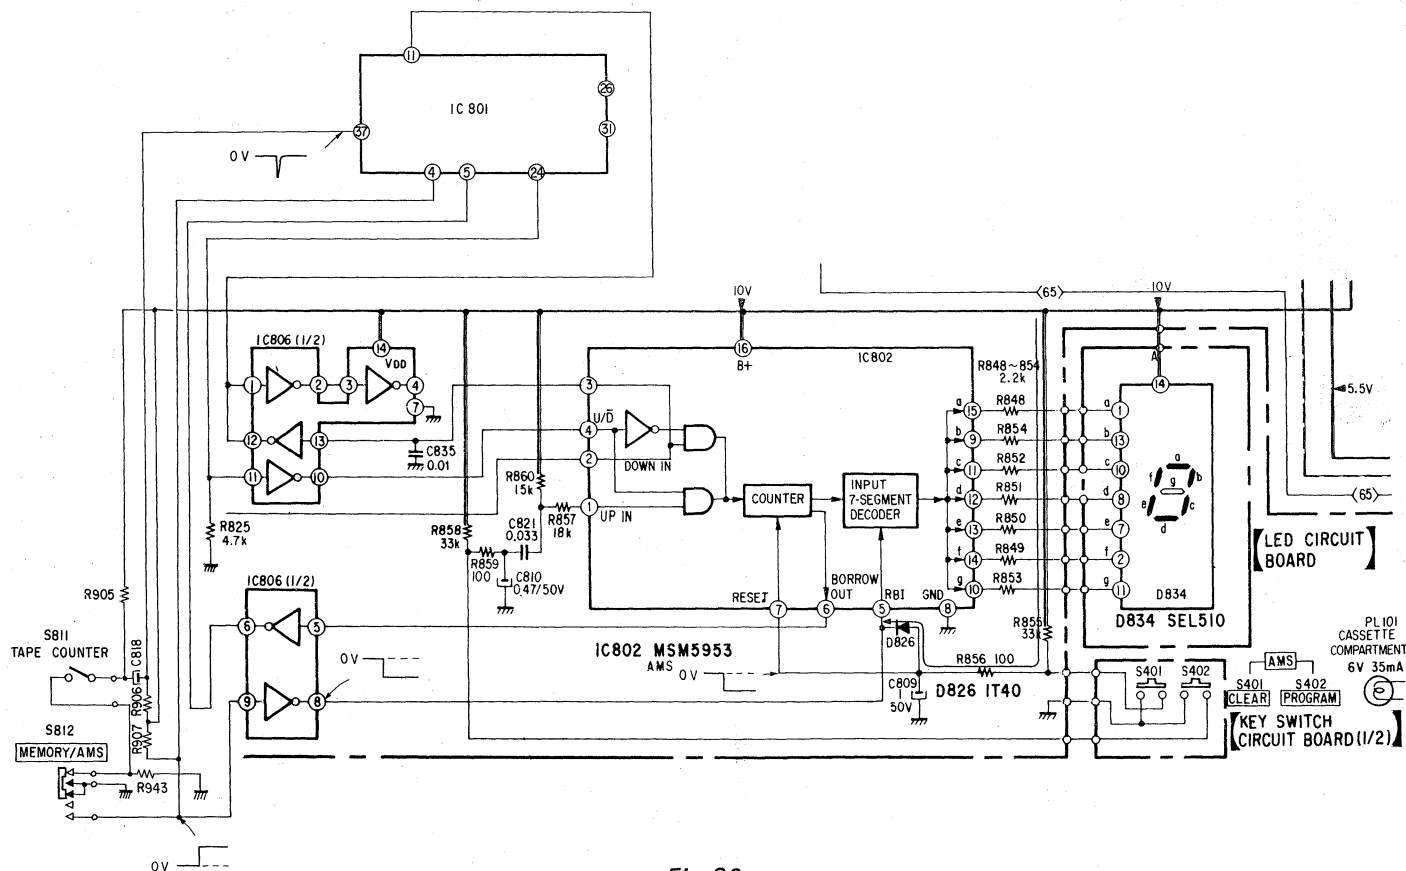 11
26
IC 801
31
37
0V
4 5 24
10V
65
10V
IC806 (1/2)
14
VDD
16
B+
IC802
R848~854
2.2k
A
14
5.5V
1 2 3 4
7
3
U/D̅
4
2
DOWN IN
a 15 R848 a 1
b 9 R854 b 13
c 11 R852 c 10
d 12 R851 d 8
e 13 R850 e 7
f 14 R849 f 2
g 10 R853 g 11
a
f g b
e c
d
12 13
C835
0.01
11 10
R860
15k
COUNTER
INPUT
7-SEGMENT
DECODER
65
1
UP IN
R825
4.7k
R858
33k
C821
0.033
R857
18k
R859
100
C810
0.47/50V
【LED CIRCUIT
BOARD】
IC806 (1/2)
R905
RESET
7
BORROW
OUT
6
RBI
5
GND
8
D834
D834 SEL510
6 5
S811
TAPE COUNTER
C818
R906
R907
0V
IC802 MSM5953
AMS
0V
D826
R855
33k
R856 100
C809
1
50V
D826 1T40
PL101
CASSETTE
COMPARTMENT
6V 35mA
S401 S402
AMS
S401 S402
CLEAR PROGRAM
9 8
【KEY SWITCH
CIRCUIT BOARD (1/2)】
S812
MEMORY/AMS
R943
0V